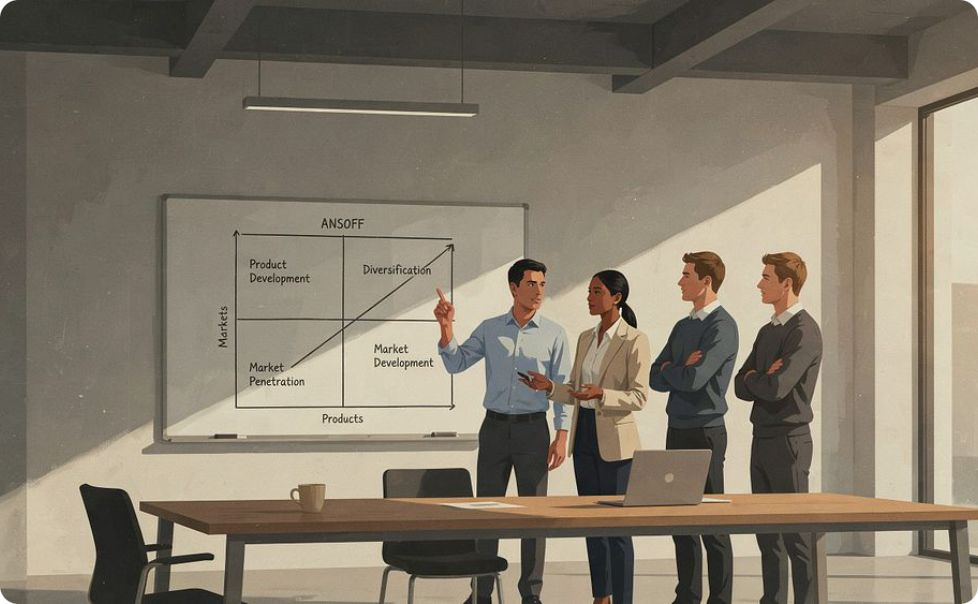 ANSOFF
Product
Development
Diversification
Markets
Market
Penetration
Market
Development
Products